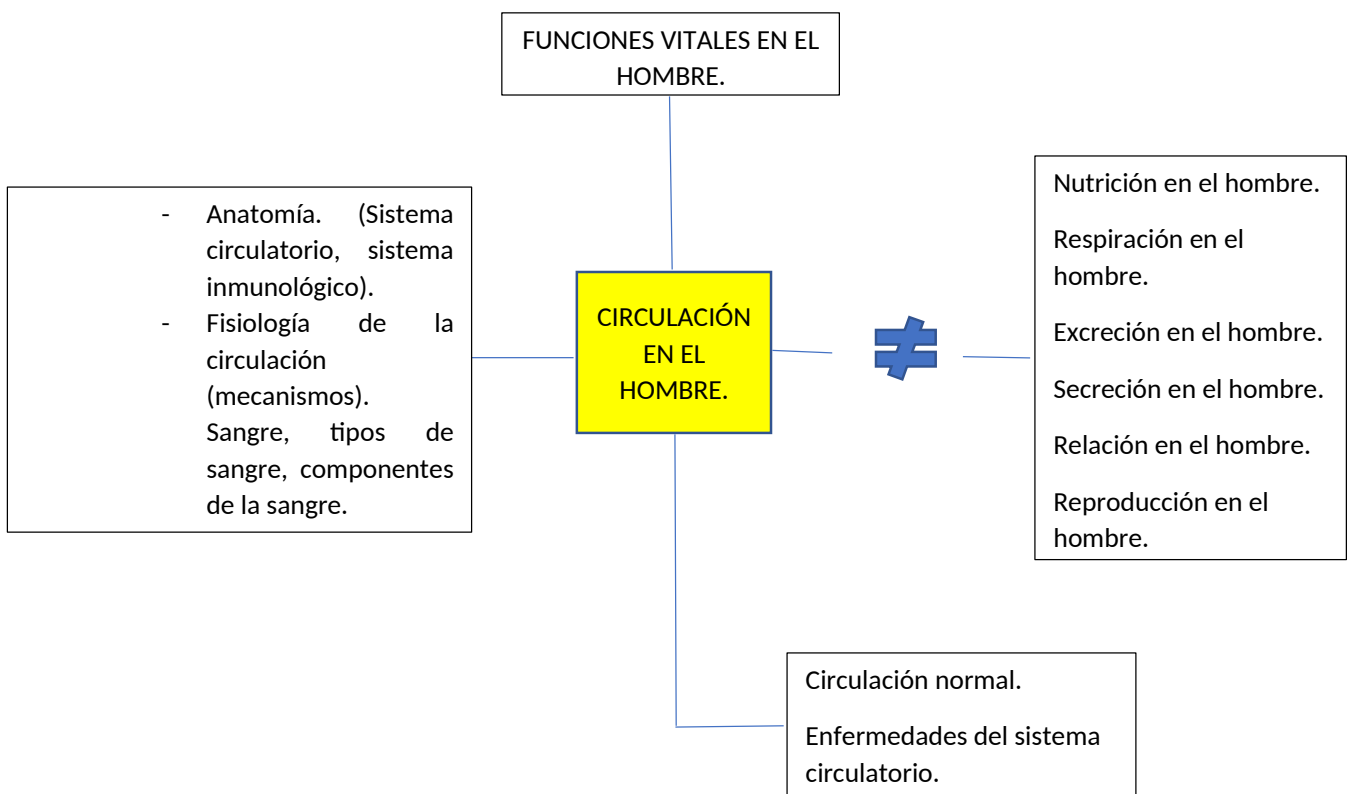 FUNCIONES VITALES EN EL
HOMBRE.
- Anatomía. (Sistema
circulatorio, sistema
inmunológico).
- Fisiología de la
circulación
(mecanismos).
Sangre, tipos de
sangre, componentes
de la sangre.
CIRCULACIÓN
EN EL
HOMBRE.
≠
Nutrición en el hombre.
Respiración en el
hombre.
Excreción en el hombre.
Secreción en el hombre.
Relación en el hombre.
Reproducción en el
hombre.
Circulación normal.
Enfermedades del sistema
circulatorio.